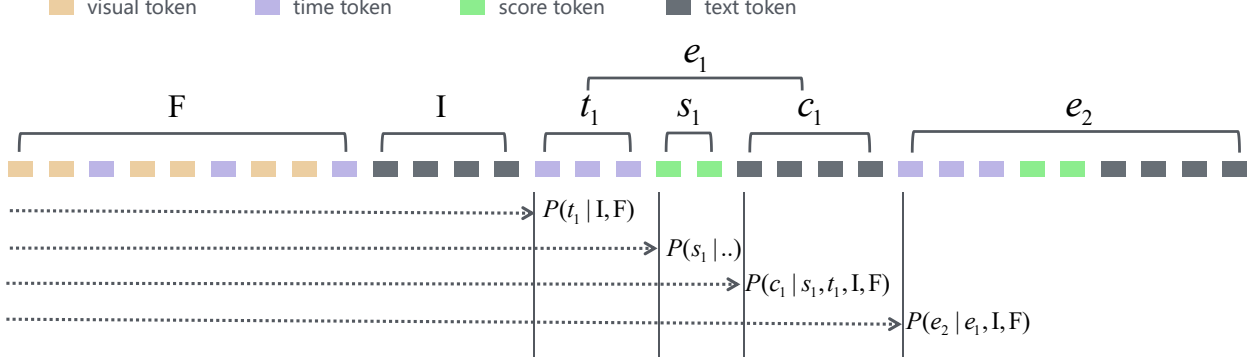 visual token time token score token text token
e₁
F I t₁ s₁ c₁ e₂
P(t₁ | I, F)
P(s₁ | ..)
P(c₁ | s₁, t₁, I, F)
P(e₂ | e₁, I, F)